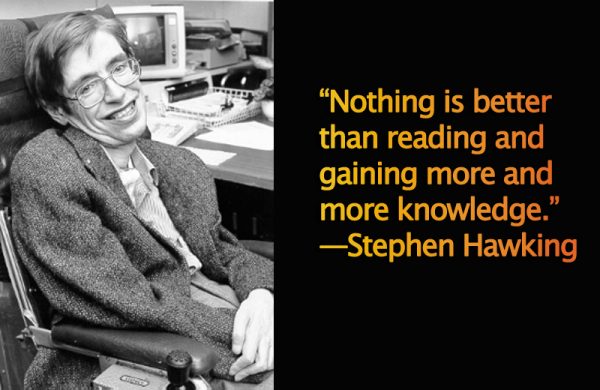 “Nothing is better
than reading and
gaining more and
more knowledge.”
—Stephen Hawking